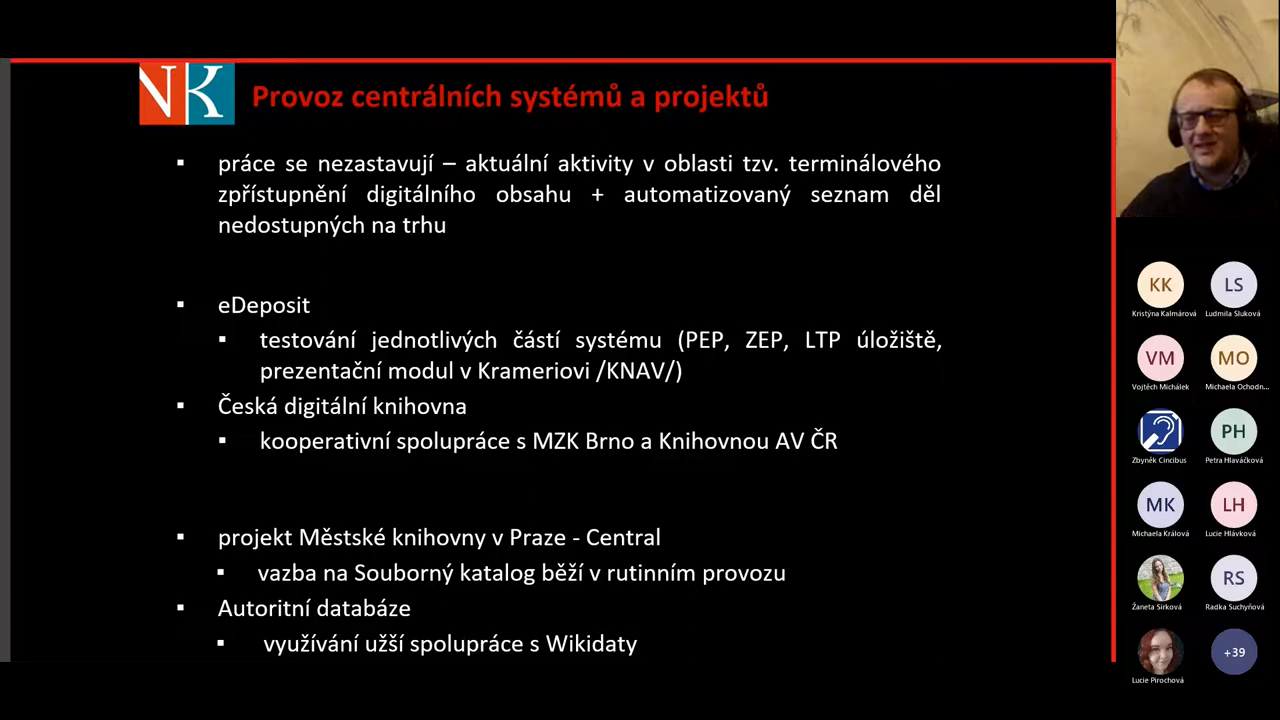 NK
Provoz centrálních systémů a projektů
▪ práce se nezastavují – aktuální aktivity v oblasti tzv. terminálového
zpřístupnění digitálního obsahu + automatizovaný seznam děl
nedostupných na trhu
▪ eDeposit
▪ testování jednotlivých částí systému (PEP, ZEP, LTP úložiště,
prezentační modul v Krameriovi /KNAV/)
▪ Česká digitální knihovna
▪ kooperativní spolupráce s MZK Brno a Knihovnou AV ČR
▪ projekt Městské knihovny v Praze - Central
▪ vazba na Souborný katalog běží v rutinním provozu
▪ Autoritní databáze
▪ využívání užší spolupráce s Wikidaty
KK LS
Kristýna Kalmárová Ludmila Sluková
VM MO
Vojtěch Michálek Michaela Ochodn...
PH
Zbyněk Cincibus Petra Hlaváčková
MK LH
Michaela Králová Lucie Hlávková
RS
Žaneta Sirková Radka Suchyňová
+39
Lucie Pirochová